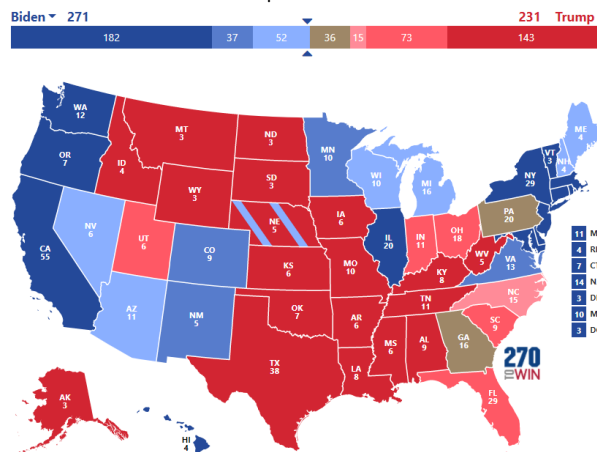 Biden 271
231 Trump
182 37 52 36 15 73 143
WA
12
OR
7
CA
55
NV
6
ID
4
MT
3
WY
3
UT
6
AZ
11
CO
9
NM
5
ND
3
SD
3
NE
5
KS
6
OK
7
TX
38
MN
10
IA
6
MO
10
AR
6
LA
8
WI
10
IL
20
MI
16
IN
11
OH
18
KY
8
TN
11
MS
6
AL
9
GA
16
FL
29
SC
9
NC
15
VA
13
WV
5
PA
20
NY
29
VT
3
NH
4
ME
4
AK
3
HI
4
11 M
4 RI
7 CT
14 N
3 D
10 M
3 D
270
TO
WIN